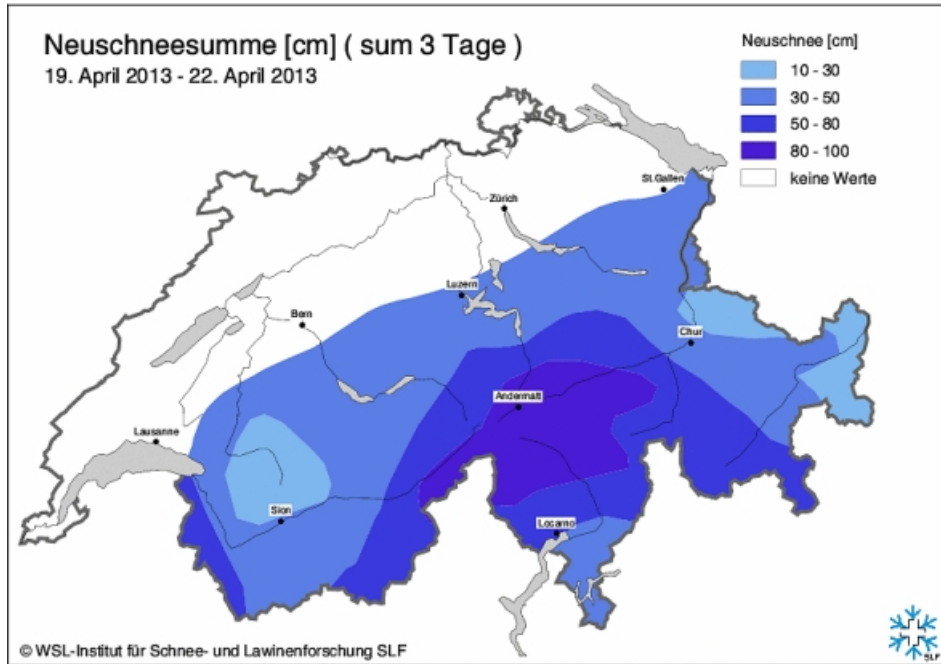 Neuschneesumme [cm] ( sum 3 Tage )
19. April 2013 - 22. April 2013
Neuschnee [cm]
10 - 30
30 - 50
50 - 80
80 - 100
keine Werte
St.Gallen
Zürich
Luzern
Bern
Chur
Andermatt
Lausanne
Sion
Locarno
© WSL-Institut für Schnee- und Lawinenforschung SLF
SLF